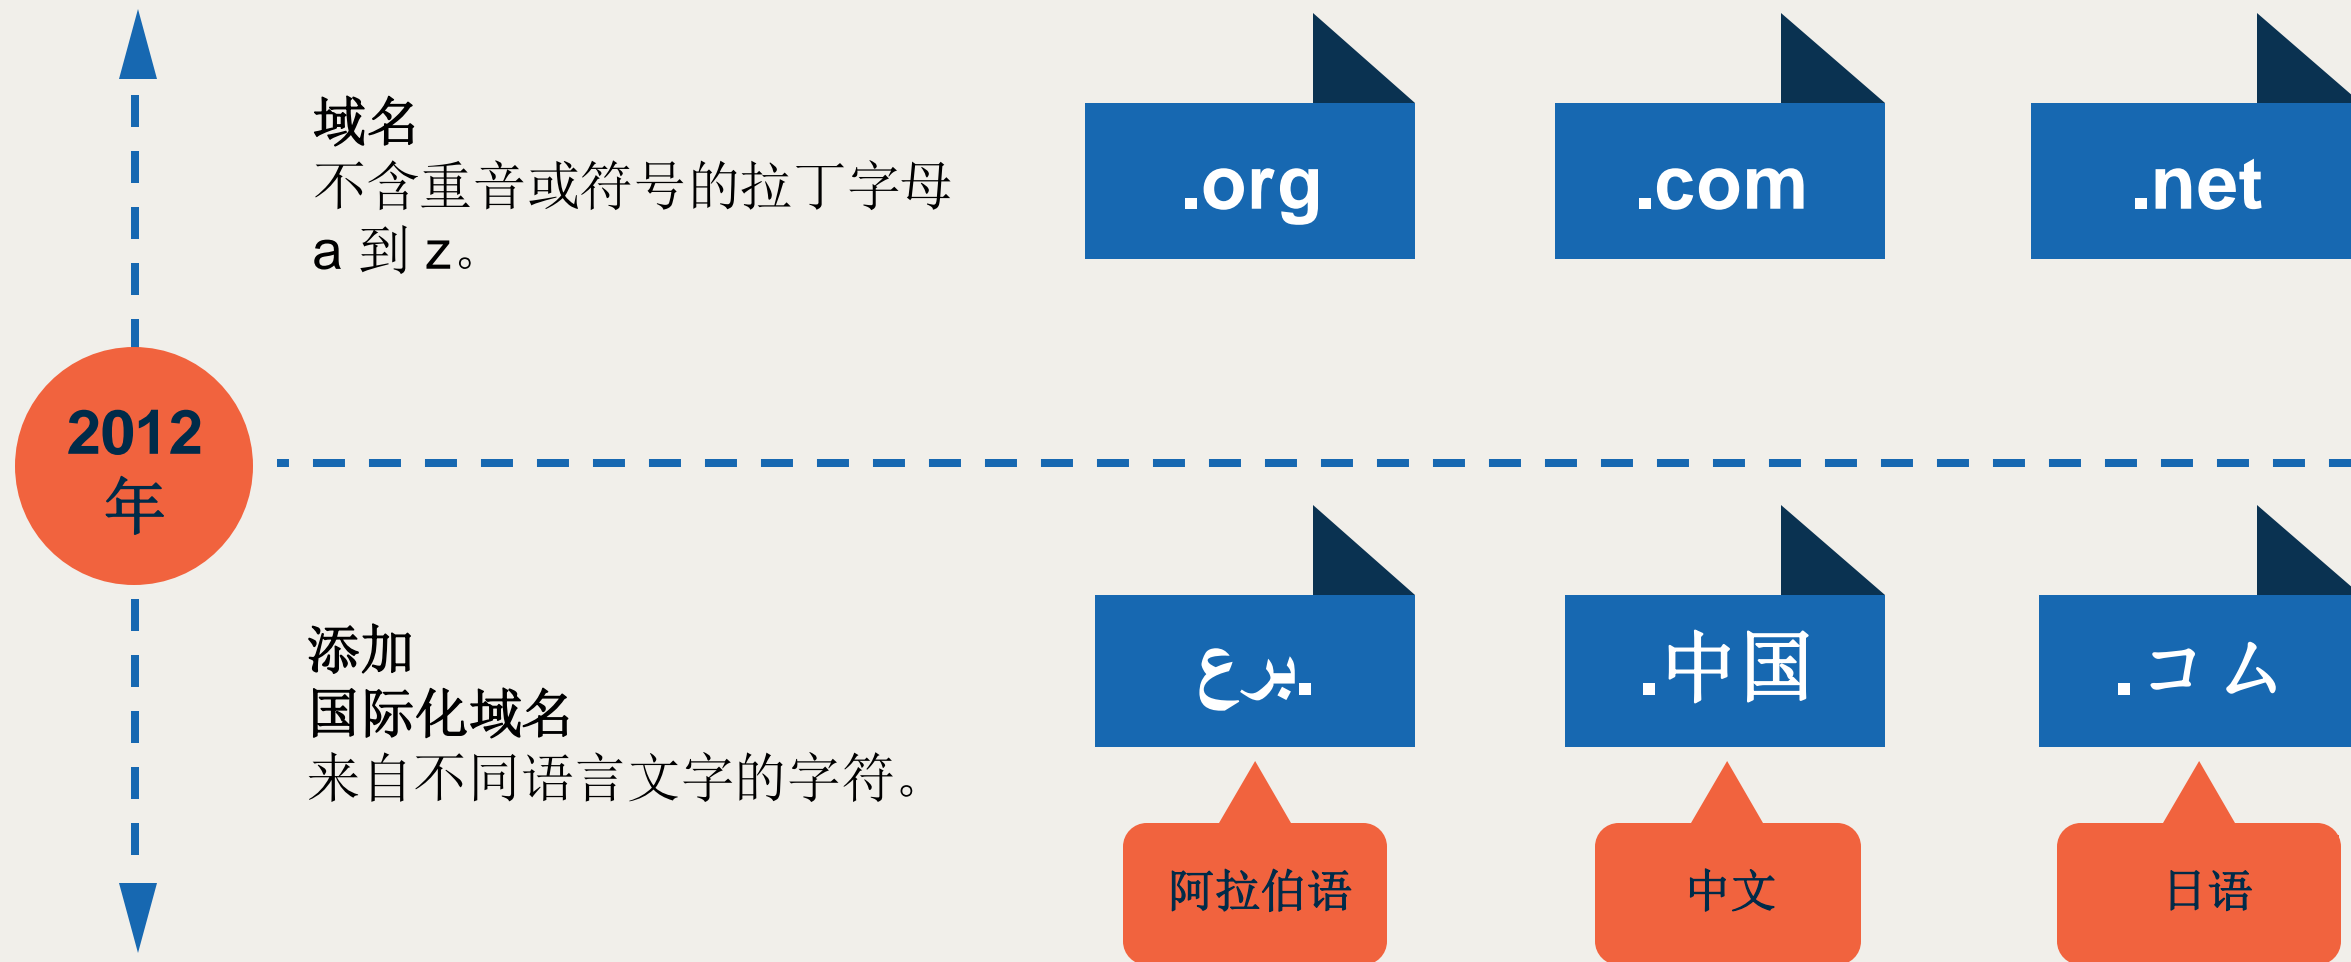 域名
不含重音或符号的拉丁字母
a 到 z。
.org
.com
.net
2012
年
添加
国际化域名
来自不同语言文字的字符。
.برع
.中国
.コム
阿拉伯语
中文
日语